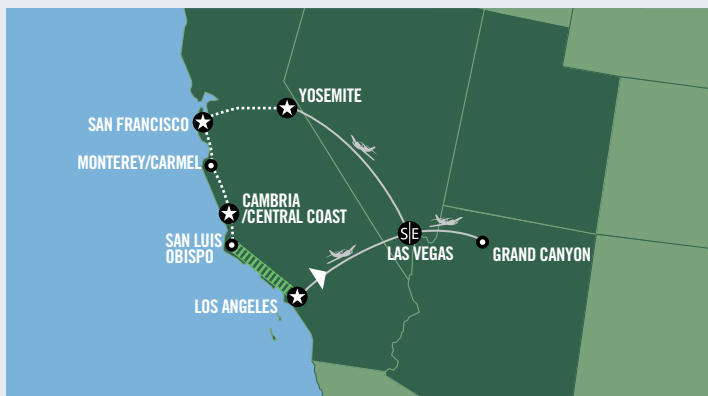 YOSEMITE
SAN FRANCISCO
MONTEREY/CARMEL
CAMBRIA
/CENTRAL COAST
SAN LUIS
OBISPO
S|E
LAS VEGAS
GRAND CANYON
LOS ANGELES